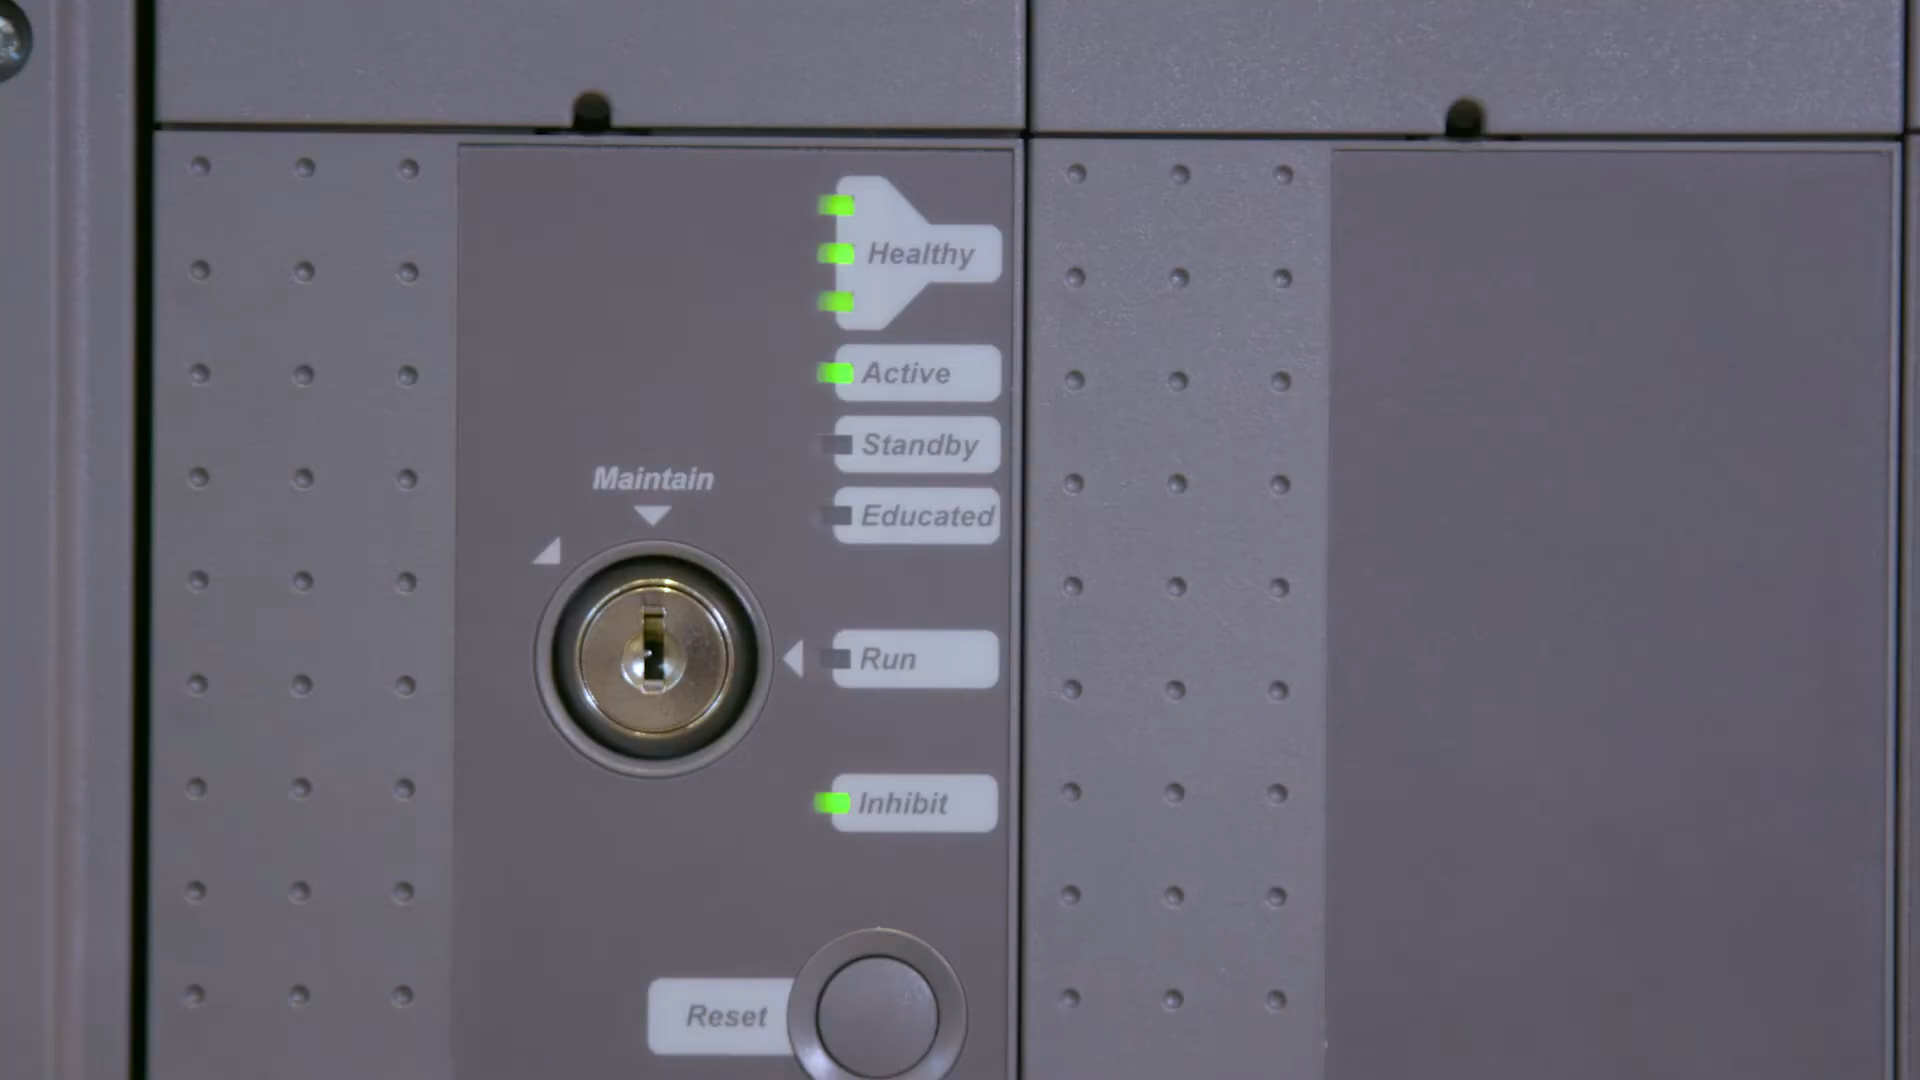 Healthy
Active
Standby
Educated
Maintain
Run
Inhibit
Reset